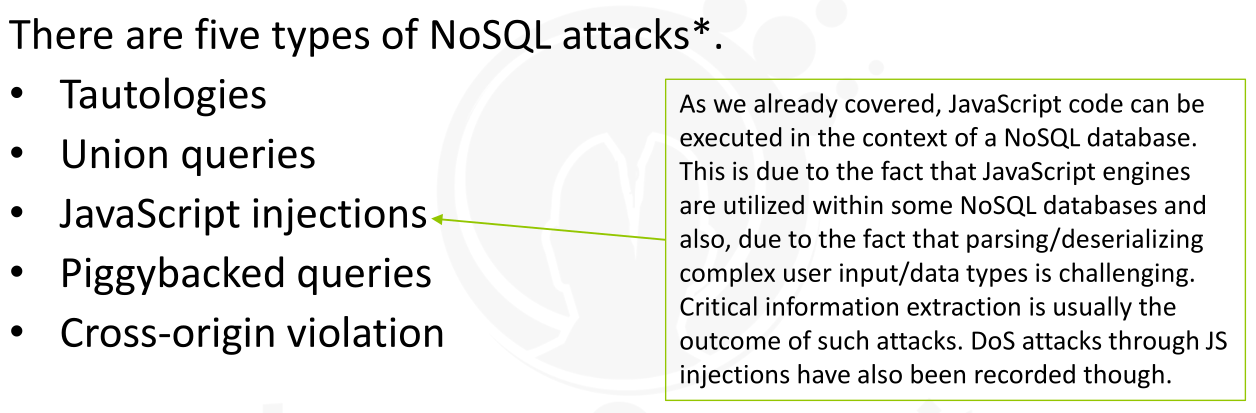 There are five types of NoSQL attacks*.
• Tautologies
• Union queries
• JavaScript injections
• Piggybacked queries
• Cross-origin violation
As we already covered, JavaScript code can be
executed in the context of a NoSQL database.
This is due to the fact that JavaScript engines
are utilized within some NoSQL databases and
also, due to the fact that parsing/deserializing
complex user input/data types is challenging.
Critical information extraction is usually the
outcome of such attacks. DoS attacks through JS
injections have also been recorded though.